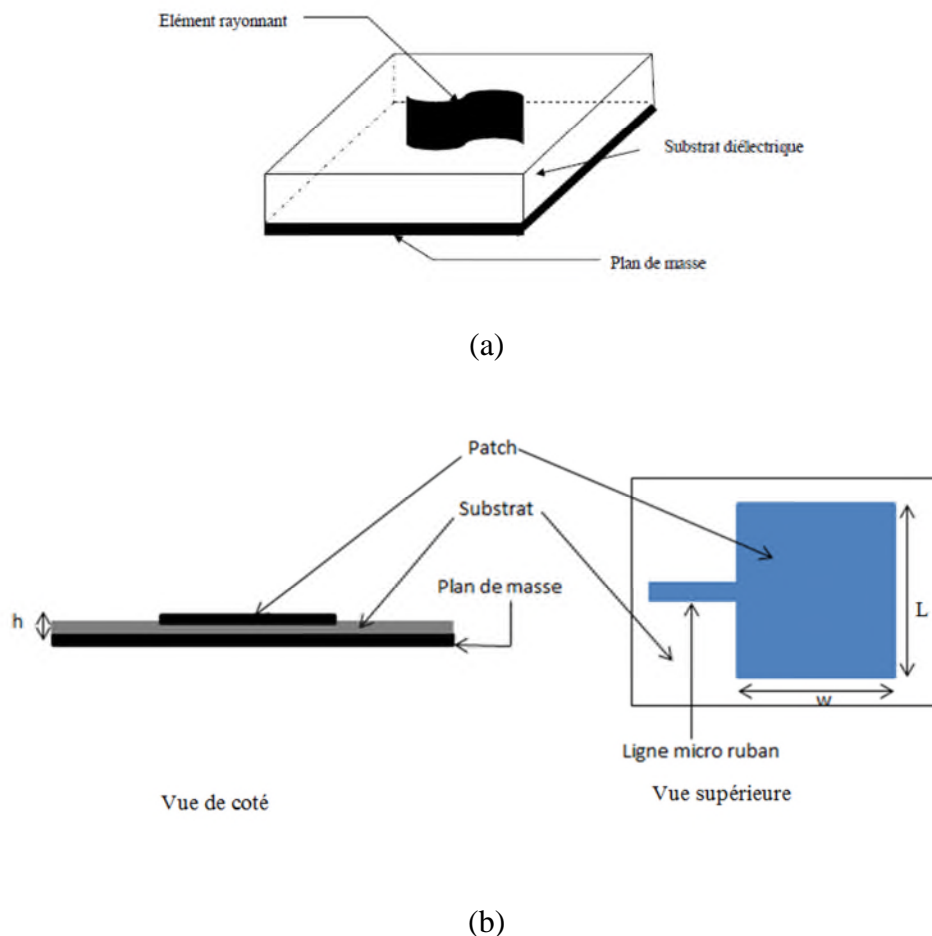 Elément rayonnant
Substrat diélectrique
Plan de masse
(a)
Patch
Substrat
Plan de masse
h
L
w
Ligne micro ruban
Vue de coté
Vue supérieure
(b)